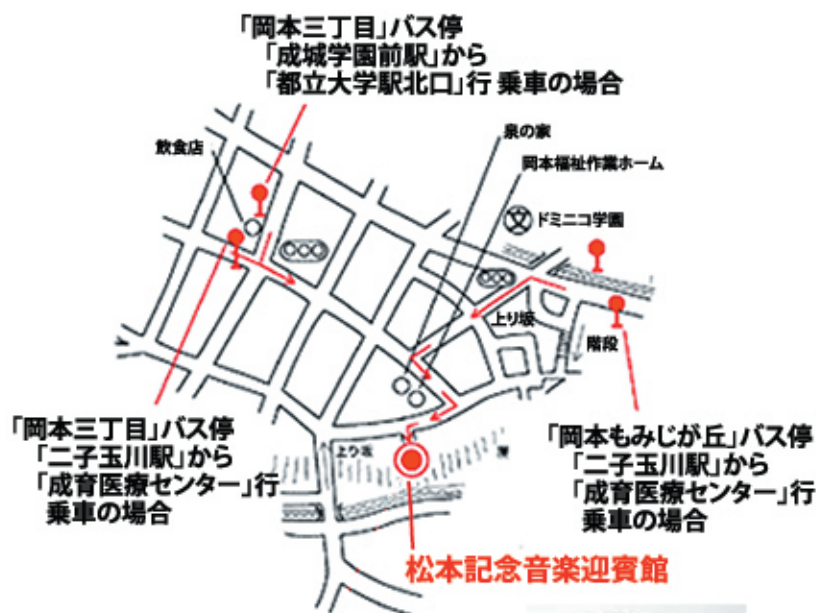 「岡本三丁目」バス停
「成城学園前駅」から
「都立大学駅北口」行 乗車の場合
泉の家
飲食店
岡本福祉作業ホーム
文
ドミニコ学園
上り坂
階段
「岡本三丁目」バス停
「二子玉川駅」から
「成育医療センター」行
乗車の場合
上り坂
「岡本もみじが丘」バス停
「二子玉川駅」から
「成育医療センター」行
乗車の場合
松本記念音楽迎賓館